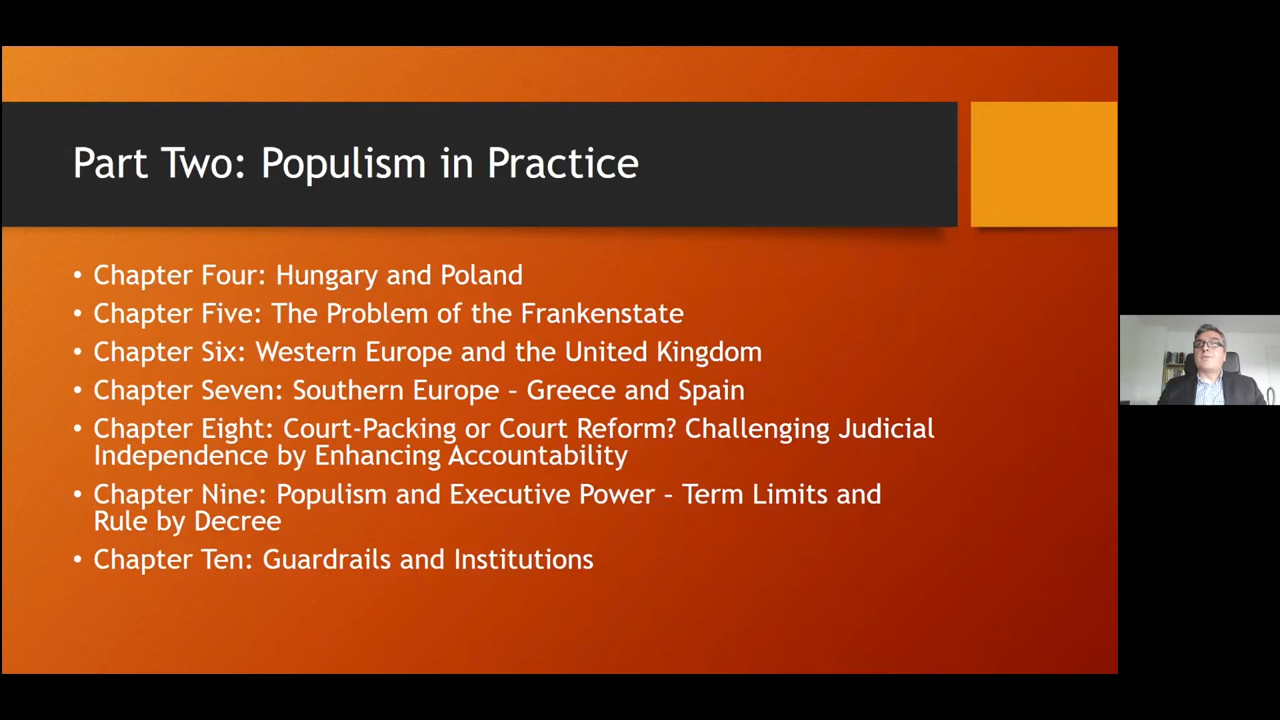 Part Two: Populism in Practice
• Chapter Four: Hungary and Poland
• Chapter Five: The Problem of the Frankenstate
• Chapter Six: Western Europe and the United Kingdom
• Chapter Seven: Southern Europe – Greece and Spain
• Chapter Eight: Court-Packing or Court Reform? Challenging Judicial
Independence by Enhancing Accountability
• Chapter Nine: Populism and Executive Power – Term Limits and
Rule by Decree
• Chapter Ten: Guardrails and Institutions